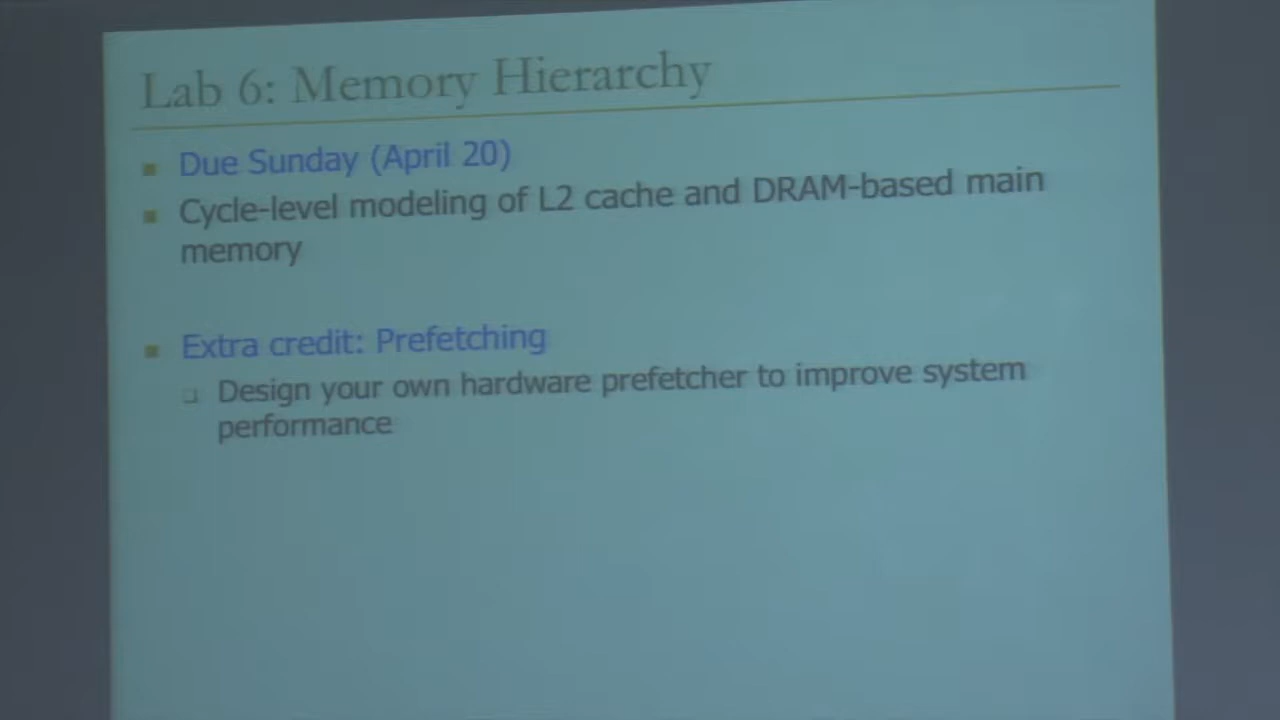 Lab 6: Memory Hierarchy
Due Sunday (April 20)
Cycle-level modeling of L2 cache and DRAM-based main
memory
Extra credit: Prefetching
Design your own hardware prefetcher to improve system
performance